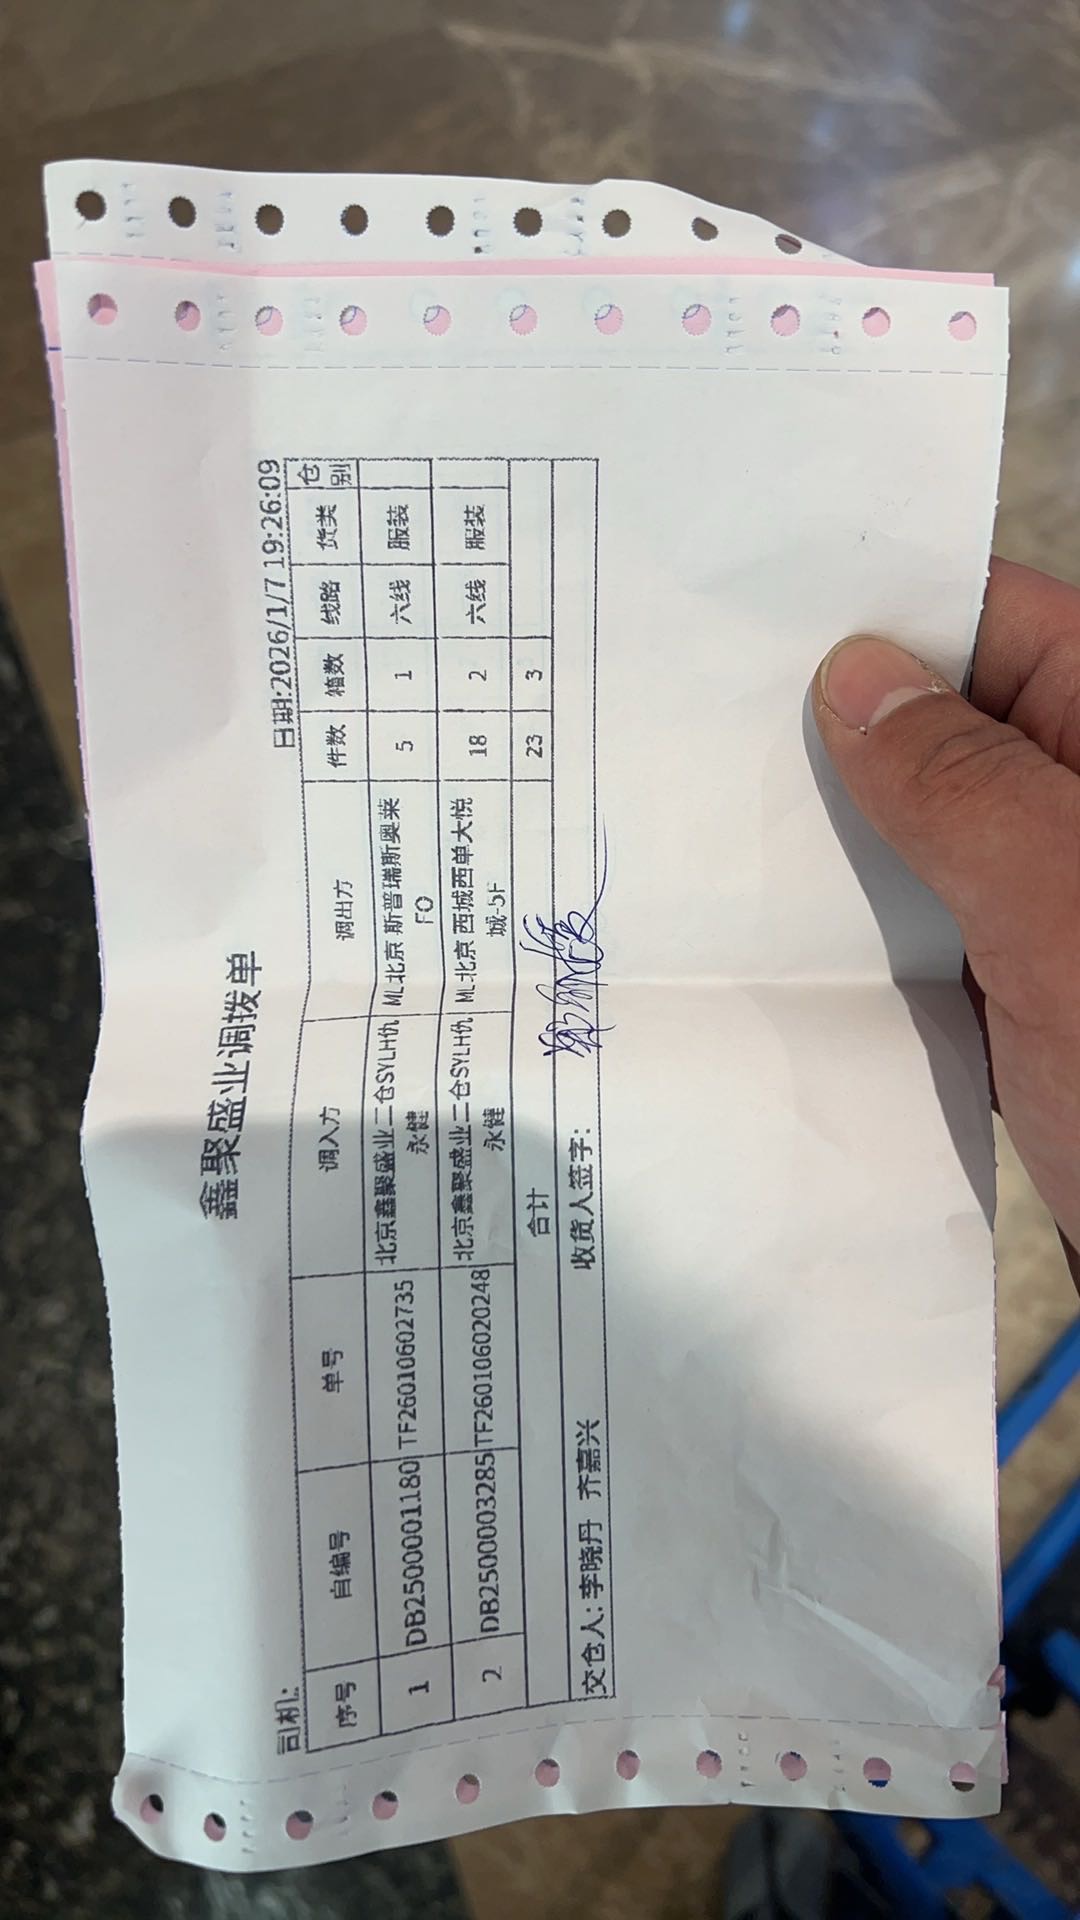 鑫聚盛业调拨单
司机: 日期:2026/1/7 19:26:09
序号 自编号 单号 调入方 调出方 件数 箱数 线路 货类 仓别
1 DB2500001180 TF26010602735 北京鑫聚盛业二仓SYLH仇永健 ML北京 斯普瑞斯奥莱FO 5 1 六线 服装
2 DB2500003285 TF260106020248 北京鑫聚盛业二仓SYLH仇永健 ML北京 西城西单大悦城-5F 18 2 六线 服装
合计 23 3
交仓人: 李晓丹 齐嘉兴 收货人签字: